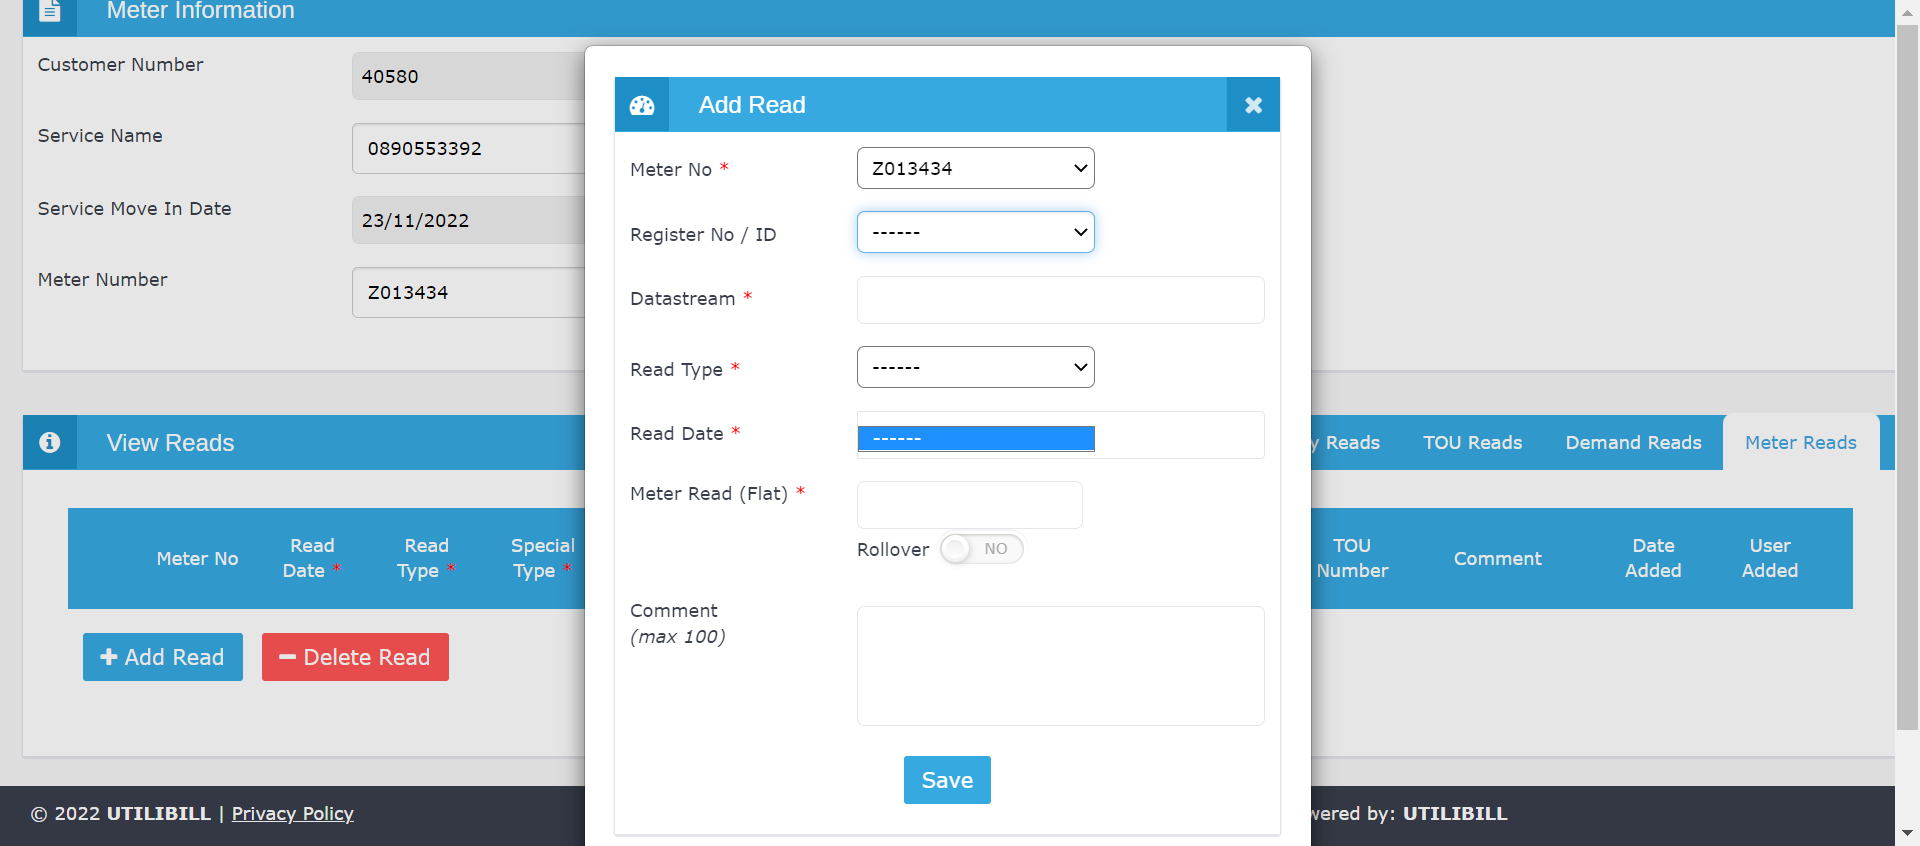 Meter Information
Customer Number
40580
Service Name
0890553392
Service Move In Date
23/11/2022
Meter Number
Z013434
Add Read
Meter No *
Z013434
Register No / ID
------
Datastream *
Read Type *
------
Read Date *
------
Meter Read (Flat) *
Rollover NO
Comment
(max 100)
Save
View Reads
y Reads
TOU Reads
Demand Reads
Meter Reads
Meter No
Read
Date *
Read
Type *
Special
Type *
TOU
Number
Comment
Date
Added
User
Added
Add Read
Delete Read
© 2022 UTILIBILL | Privacy Policy
wered by: UTILIBILL